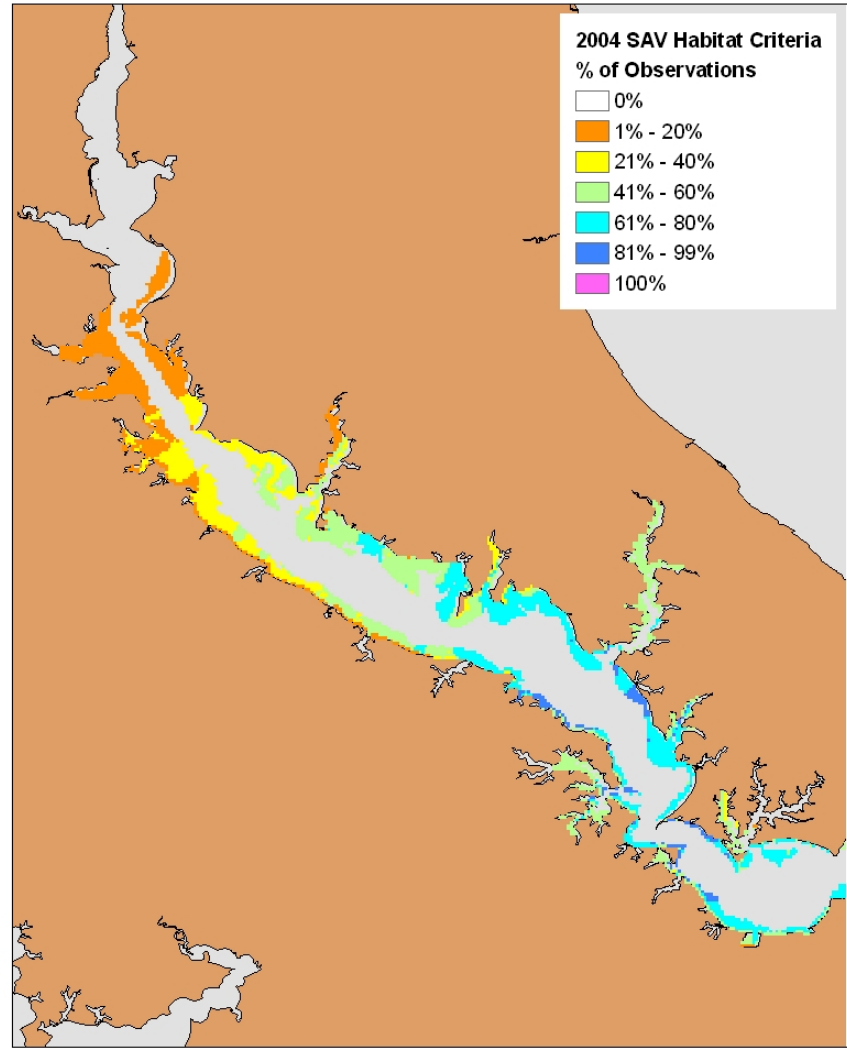 2004 SAV Habitat Criteria
% of Observations
0%
1% - 20%
21% - 40%
41% - 60%
61% - 80%
81% - 99%
100%